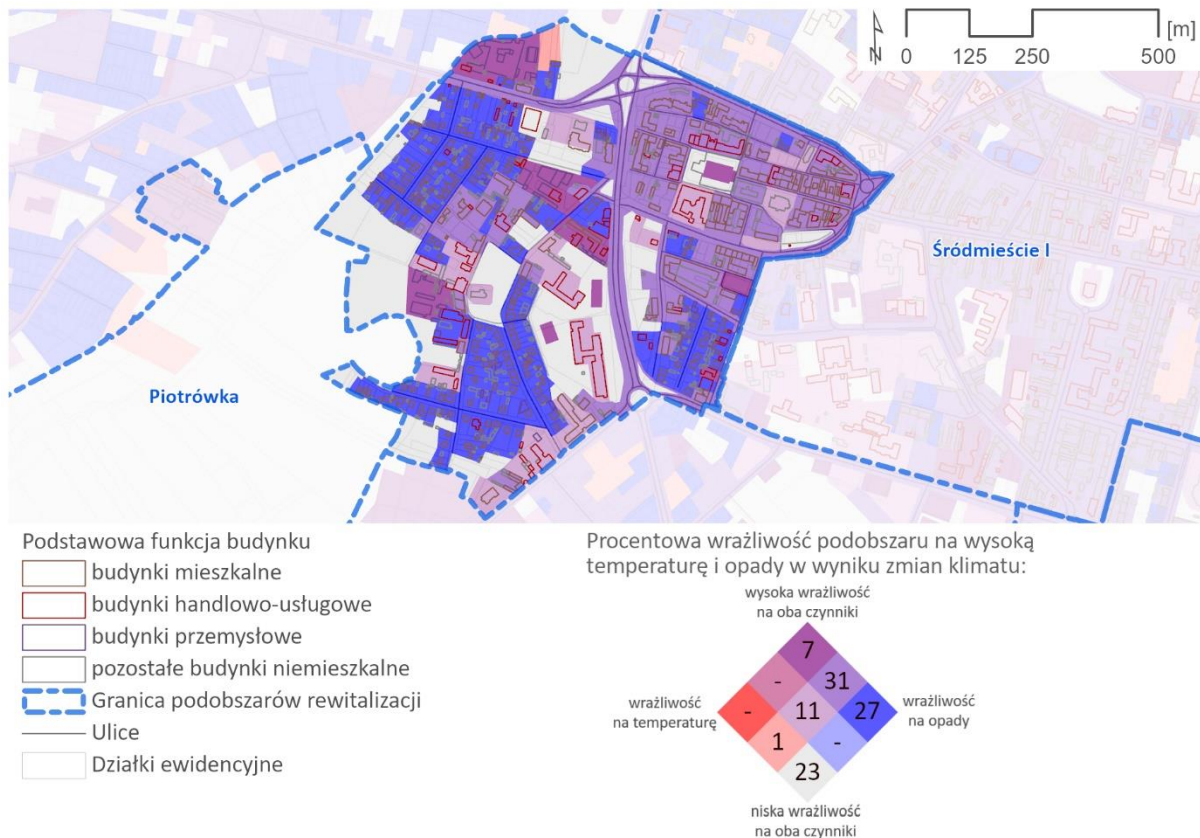 N
[m]
0 125 250 500
Śródmieście I
Piotrówka
Podstawowa funkcja budynku
budynki mieszkalne
budynki handlowo-usługowe
budynki przemysłowe
pozostałe budynki niemieszkalne
Granica podobszarów rewitalizacji
Ulice
Działki ewidencyjne
Procentowa wrażliwość podobszaru na wysoką
temperaturę i opady w wyniku zmian klimatu:
wysoka wrażliwość
na oba czynniki
7
- 31
wrażliwość
na temperaturę
- 11 27
wrażliwość
na opady
1 -
23
niska wrażliwość
na oba czynniki